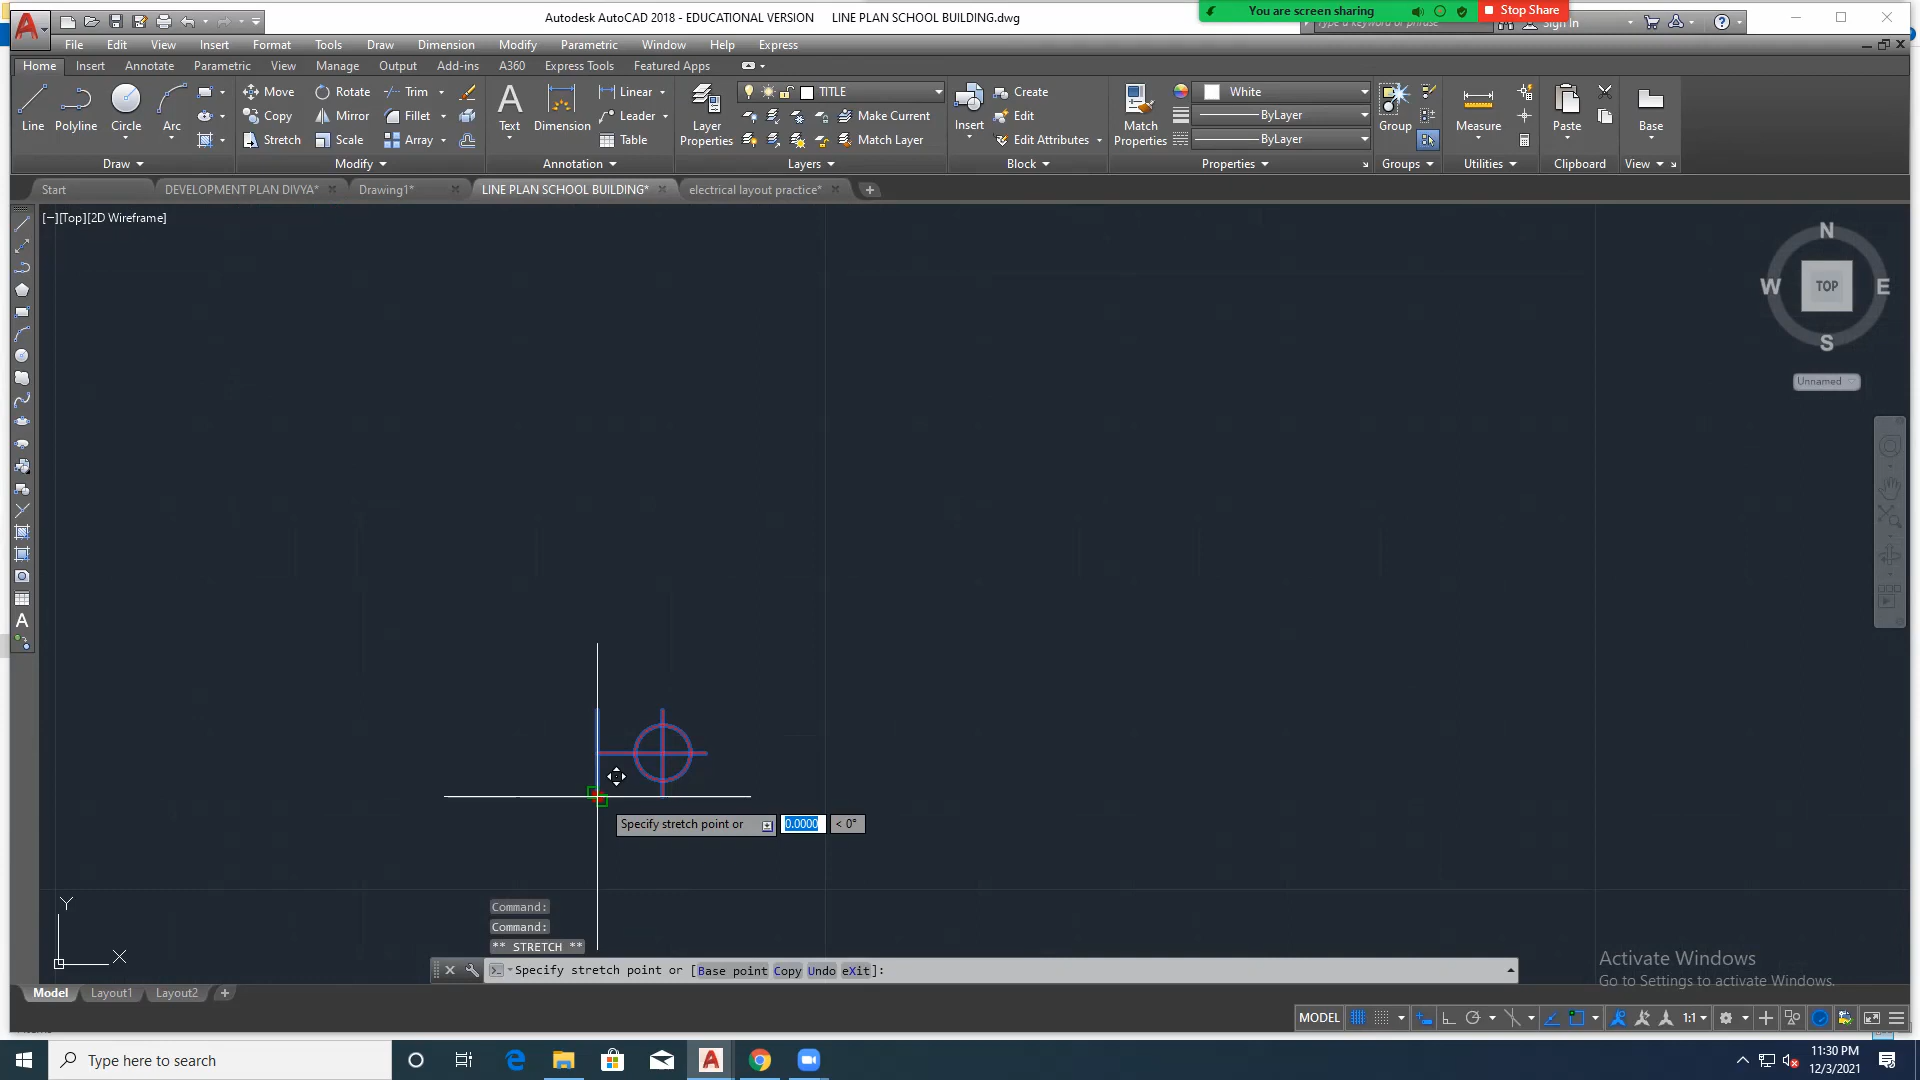 Autodesk AutoCAD 2018 - EDUCATIONAL VERSION LINE PLAN SCHOOL BUILDING.dwg
You are screen sharing
Stop Share
Type a keyword or phrase
Sign In
File Edit View Insert Format Tools Draw Dimension Modify Parametric Window Help Express
Home Insert Annotate Parametric View Manage Output Add-ins A360 Express Tools Featured Apps
Line Polyline Circle Arc
Move Rotate Trim
Copy Mirror Fillet
Stretch Scale Array
Text Dimension
Linear
Leader
Table
Layer Properties
TITLE
Make Current
Match Layer
Insert
Create
Edit
Edit Attributes
Match Properties
White
ByLayer
ByLayer
Group
Measure
Paste
Base
Draw Modify Annotation Layers Block Properties Groups Utilities Clipboard View
Start DEVELOPMENT PLAN DIVYA* Drawing1* LINE PLAN SCHOOL BUILDING* electrical layout practice*
[−][Top][2D Wireframe]
N
W TOP E
S
Unnamed
A
Specify stretch point or 0.0000 < 0°
Y
X
Command:
Command:
** STRETCH **
Specify stretch point or [Base point Copy Undo eXit]:
Activate Windows
Go to Settings to activate Windows.
Model Layout1 Layout2
MODEL 1:1
Type here to search
11:30 PM
12/3/2021